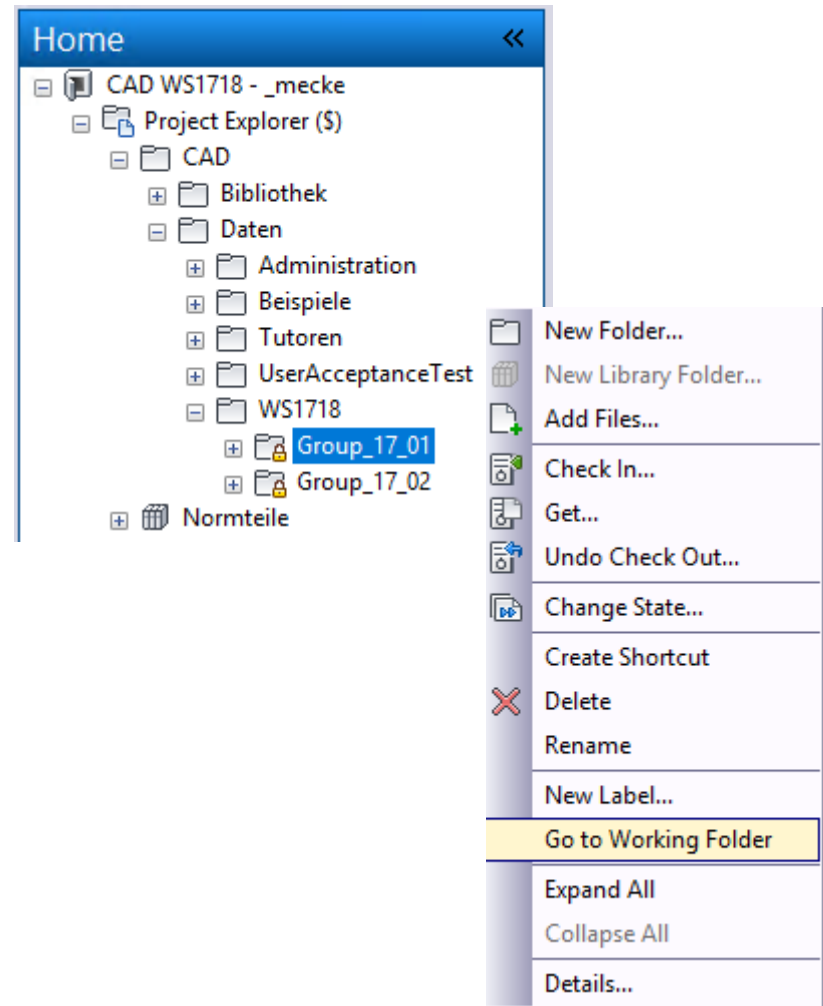 Home
CAD WS1718 - _mecke
Project Explorer ($)
CAD
Bibliothek
Daten
Administration
Beispiele
Tutoren
UserAcceptanceTest
WS1718
Group_17_01
Group_17_02
Normteile
New Folder...
New Library Folder...
Add Files...
Check In...
Get...
Undo Check Out...
Change State...
Create Shortcut
Delete
Rename
New Label...
Go to Working Folder
Expand All
Collapse All
Details...